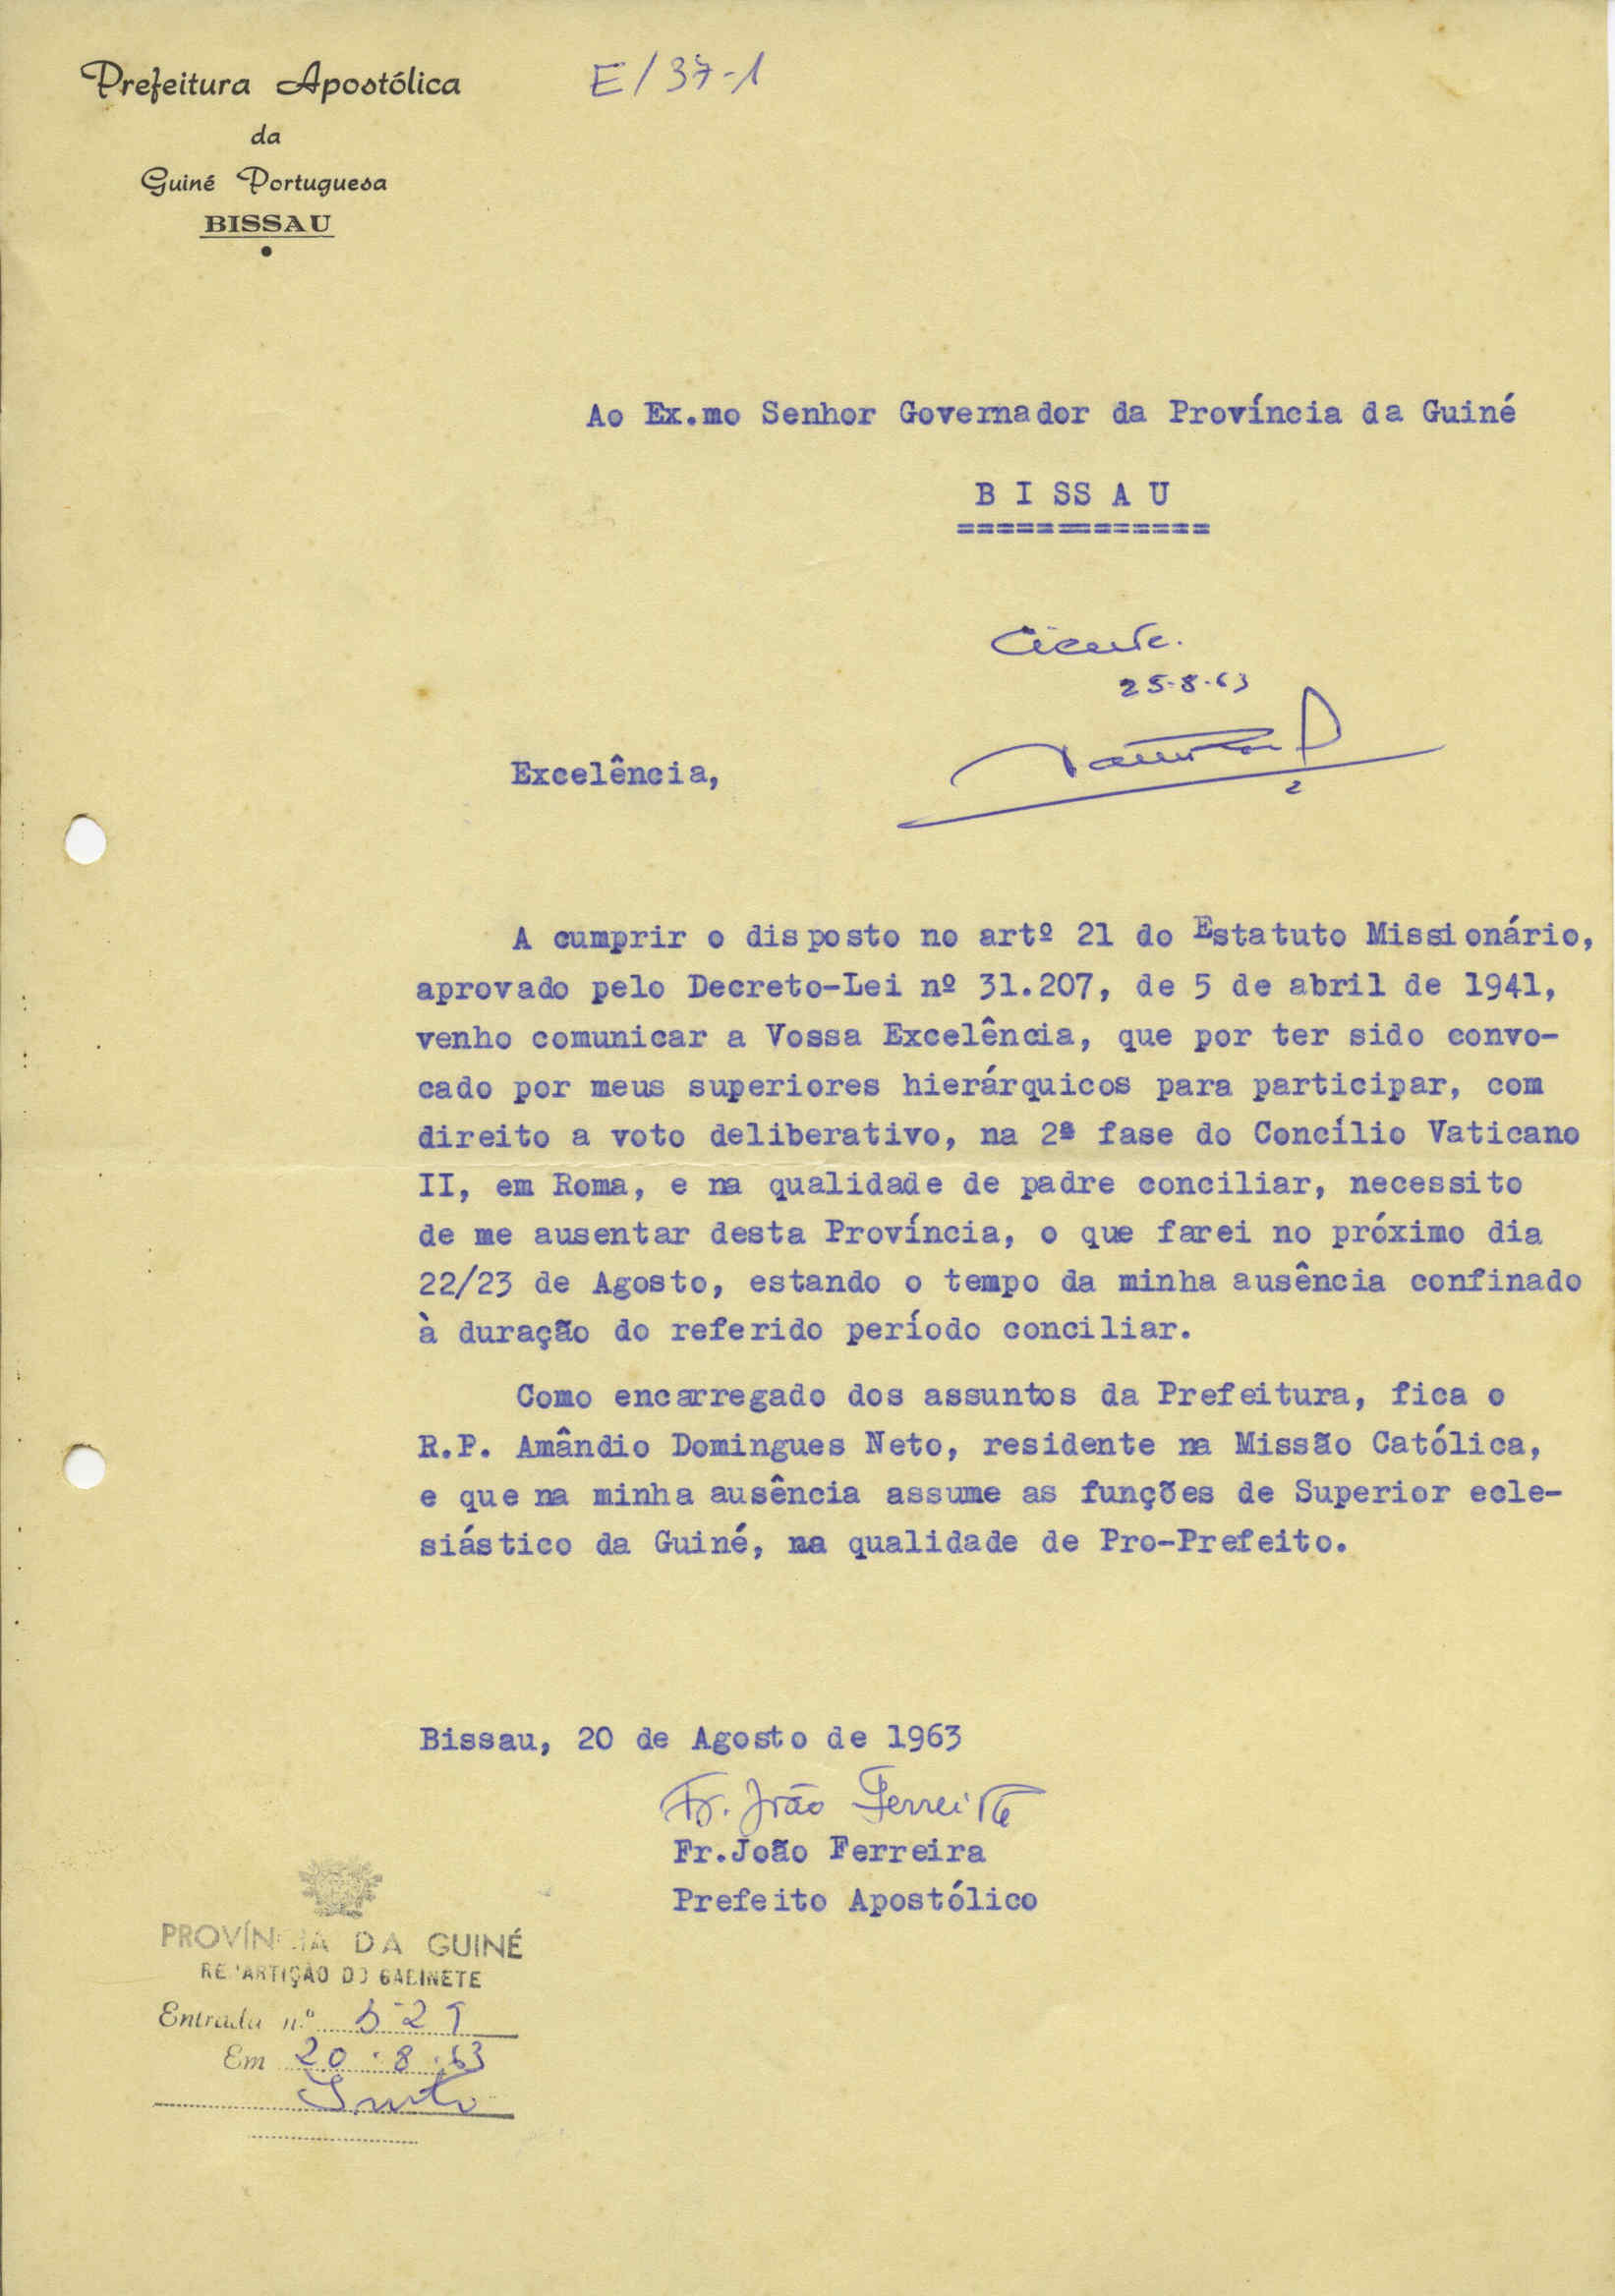 Prefeitura Apostólica
da
Guiné Portuguesa
BISSAU
E/37-1
Ao Ex.mo Senhor Governador da Província da Guiné
B I SS A U
=============
Ciente.
25-8-63
Excelência,
A cumprir o disposto no artº 21 do Estatuto Missionário,
aprovado pelo Decreto-Lei nº 31.207, de 5 de abril de 1941,
venho comunicar a Vossa Excelência, que por ter sido convo-
cado por meus superiores hierárquicos para participar, com
direito a voto deliberativo, na 2ª fase do Concílio Vaticano
II, em Roma, e na qualidade de padre conciliar, necessito
de me ausentar desta Província, o que farei no próximo dia
22/23 de Agosto, estando o tempo da minha ausência confinado
à duração do referido período conciliar.
Como encarregado dos assuntos da Prefeitura, fica o
R.P. Amândio Domingues Neto, residente na Missão Católica,
e que na minha ausência assume as funções de Superior ecle-
siástico da Guiné, na qualidade de Pro-Prefeito.
Bissau, 20 de Agosto de 1963
Fr. João Ferreira
Fr.João Ferreira
Prefeito Apostólico
PROVÍNCIA DA GUINÉ
REPARTIÇÃO DO GABINETE
Entrada n.º
Em 20.8.63